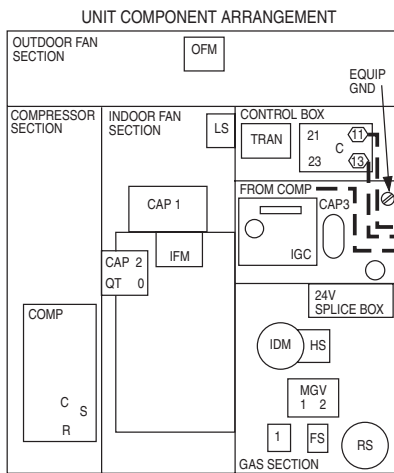 UNIT COMPONENT ARRANGEMENT
OUTDOOR FAN
SECTION
OFM
EQUIP
GND
COMPRESSOR
SECTION
INDOOR FAN
SECTION
LS
CONTROL BOX
TRAN
21
11
C
23
13
FROM COMP
CAP3
IGC
CAP 1
IFM
CAP 2
QT 0
COMP
C
S
R
24V
SPLICE BOX
IDM
HS
MGV
1 2
1
FS
RS
GAS SECTION